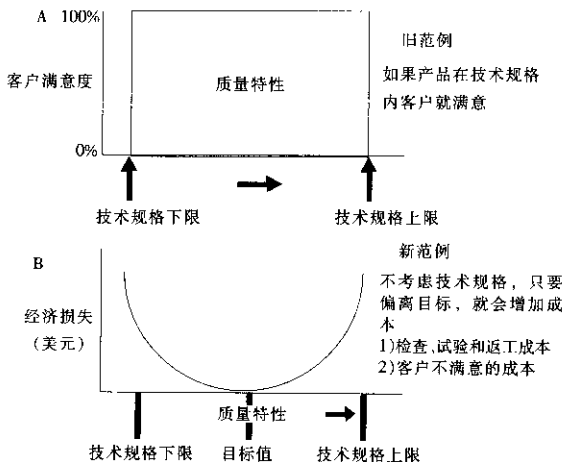 A
100%
旧范例
客户满意度
质量特性
如果产品在技术规格
内客户就满意
0%
技术规格下限
技术规格上限
B
新范例
不考虑技术规格，只要
偏离目标，就会增加成
本
经济损失
(美元)
1)检查、试验和返工成本
2)客户不满意的成本
质量特性
技术规格下限
目标值
技术规格上限